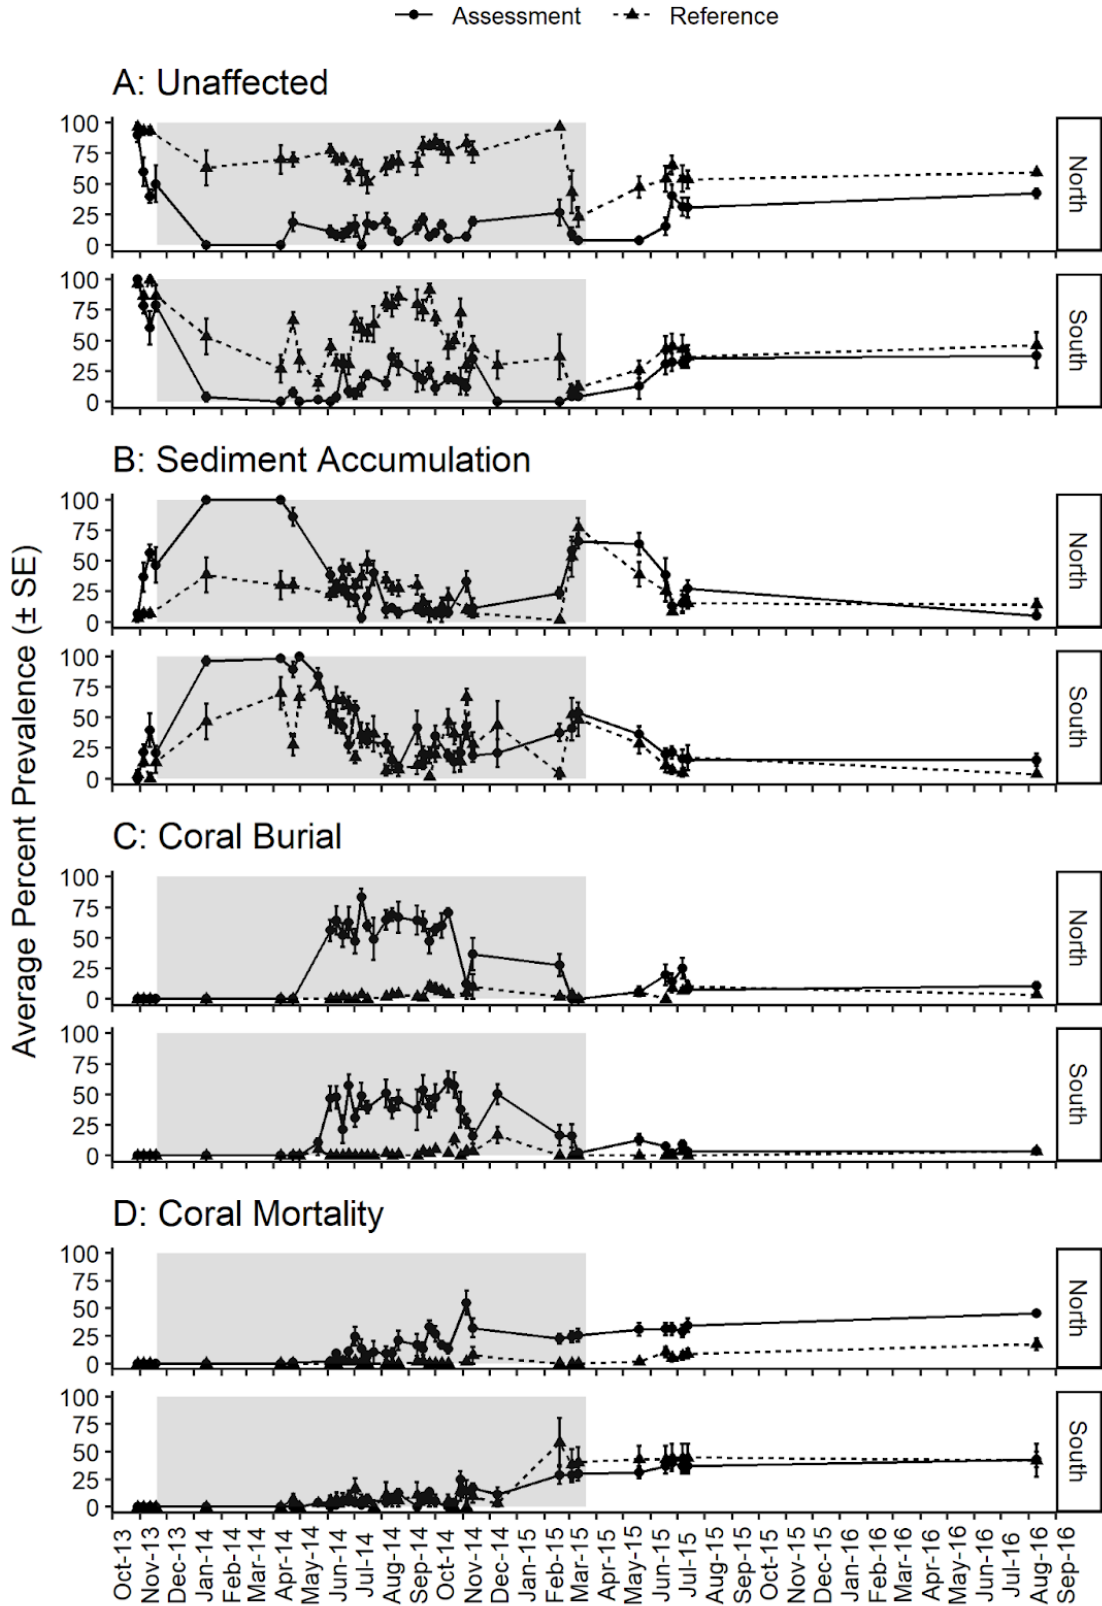 Assessment Reference
A: Unaffected
100
75
50
25
0
North
100
75
50
25
0
South
B: Sediment Accumulation
100
75
50
25
0
North
100
75
50
25
0
South
Average Percent Prevalence (± SE)
C: Coral Burial
100
75
50
25
0
North
100
75
50
25
0
South
D: Coral Mortality
100
75
50
25
0
North
100
75
50
25
0
South
Oct-13
Nov-13
Dec-13
Jan-14
Feb-14
Mar-14
Apr-14
May-14
Jun-14
Jul-14
Aug-14
Sep-14
Oct-14
Nov-14
Dec-14
Jan-15
Feb-15
Mar-15
Apr-15
May-15
Jun-15
Jul-15
Aug-15
Sep-15
Oct-15
Nov-15
Dec-15
Jan-16
Feb-16
Mar-16
Apr-16
May-16
Jun-16
Jul-16
Aug-16
Sep-16